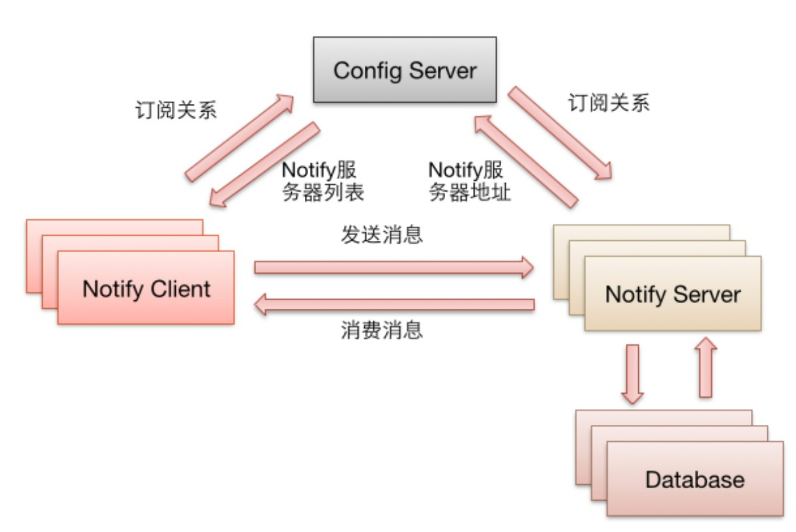 Config Server
订阅关系
订阅关系
Notify服
务器列表
Notify服
务器地址
发送消息
Notify Client
Notify Server
消费消息
Database